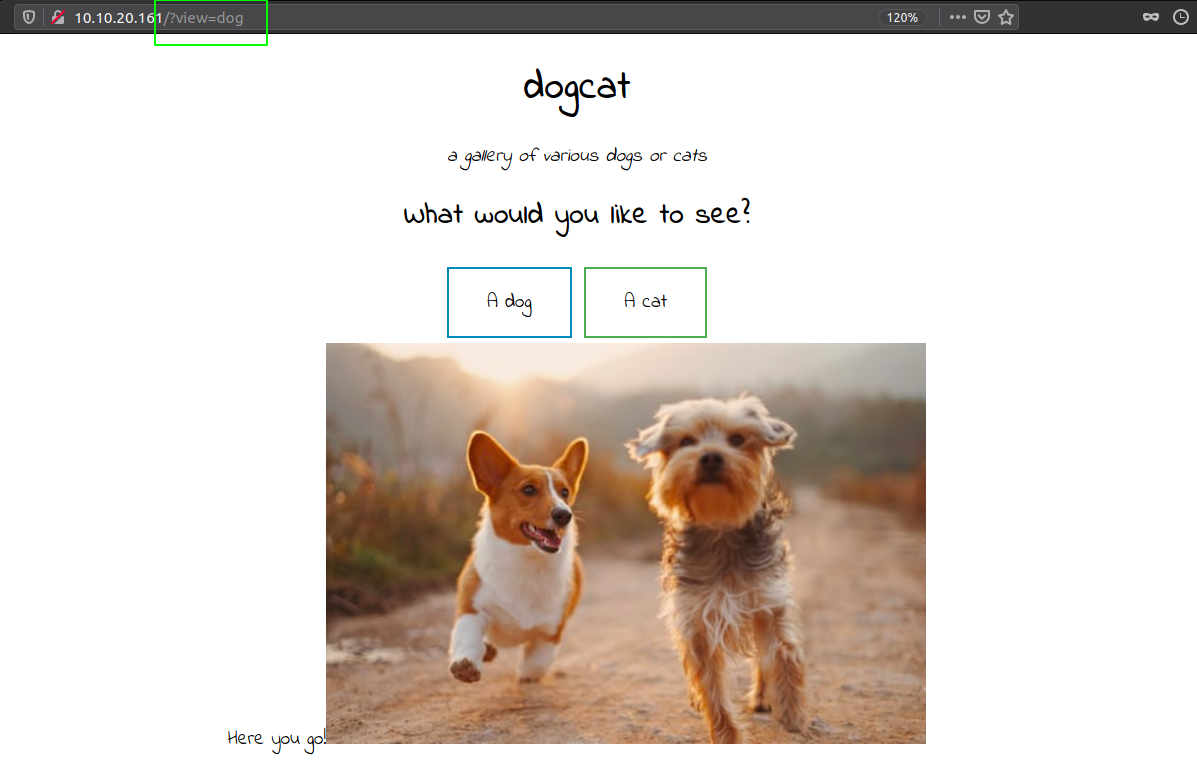 10.10.20.161/?view=dog
120%
dogcat
a gallery of various dogs or cats
What would you like to see?
A dog
A cat
Here you go!